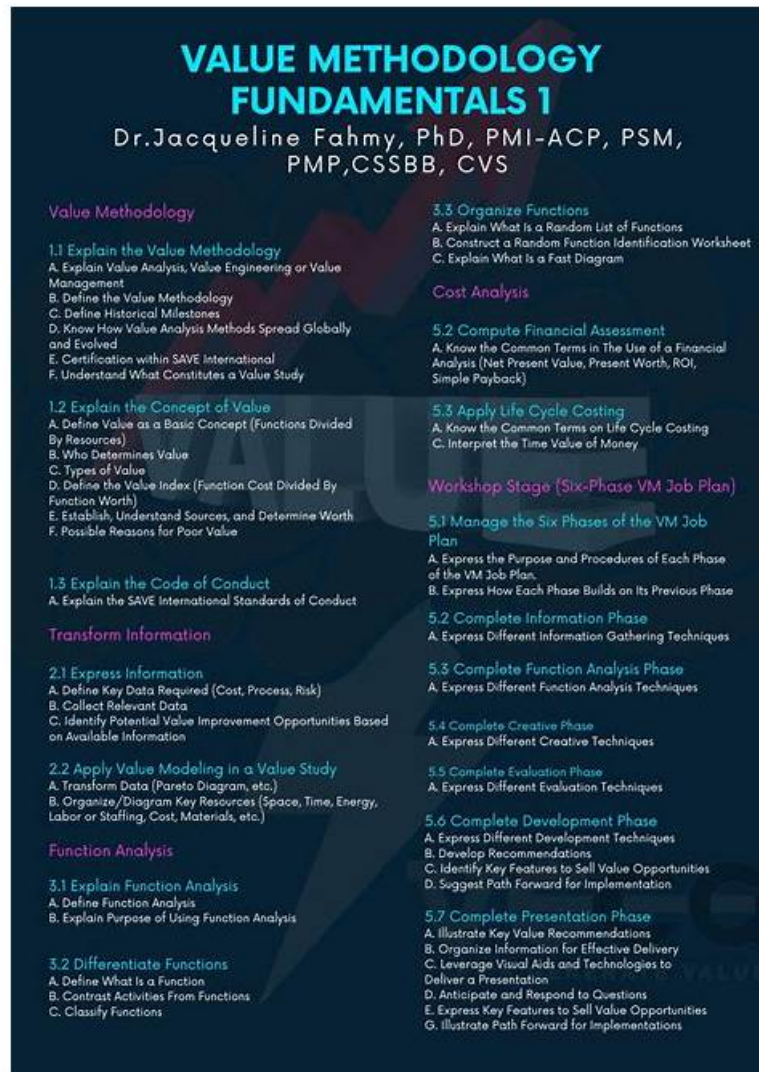 VALUE METHODOLOGY
FUNDAMENTALS 1
Dr.Jacqueline Fahmy, PhD, PMI-ACP, PSM,
PMP,CSSBB, CVS
Value Methodology
1.1 Explain the Value Methodology
A. Explain Value Analysis, Value Engineering or Value
Management
B. Define the Value Methodology
C. Define Historical Milestones
D. Know How Value Analysis Methods Spread Globally
and Evolved
E. Certification within SAVE International
F. Understand What Constitutes a Value Study
1.2 Explain the Concept of Value
A. Define Value as a Basic Concept (Functions Divided
By Resources)
B. Who Determines Value
C. Types of Value
D. Define the Value Index (Function Cost Divided By
Function Worth)
E. Establish, Understand Sources, and Determine Worth
F. Possible Reasons for Poor Value
1.3 Explain the Code of Conduct
A. Explain the SAVE International Standards of Conduct
Transform Information
2.1 Express Information
A. Define Key Data Required (Cost, Process, Risk)
B. Collect Relevant Data
C. Identify Potential Value Improvement Opportunities Based
on Available Information
2.2 Apply Value Modeling in a Value Study
A. Transform Data (Pareto Diagram, etc.)
B. Organize/Diagram Key Resources (Space, Time, Energy,
Labor or Staffing, Cost, Materials, etc.)
Function Analysis
3.1 Explain Function Analysis
A. Define Function Analysis
B. Explain Purpose of Using Function Analysis
3.2 Differentiate Functions
A. Define What Is a Function
B. Contrast Activities From Functions
C. Classify Functions
3.3 Organize Functions
A. Explain What Is a Random List of Functions
B. Construct a Random Function Identification Worksheet
C. Explain What Is a Fast Diagram
Cost Analysis
5.2 Compute Financial Assessment
A. Know the Common Terms in The Use of a Financial
Analysis (Net Present Value, Present Worth, ROI,
Simple Payback)
5.3 Apply Life Cycle Costing
A. Know the Common Terms on Life Cycle Costing
C. Interpret the Time Value of Money
Workshop Stage (Six-Phase VM Job Plan)
5.1 Manage the Six Phases of the VM Job
Plan
A. Express the Purpose and Procedures of Each Phase
of the VM Job Plan.
B. Express How Each Phase Builds on Its Previous Phase
5.2 Complete Information Phase
A. Express Different Information Gathering Techniques
5.3 Complete Function Analysis Phase
A, Express Different Function Analysis Techniques
5.4 Complete Creative Phase
A. Express Different Creative Techniques
5.5 Complete Evaluation Phase
A. Express Different Evaluation Techniques
5.6 Complete Development Phase
A. Express Different Development Techniques
B. Develop Recommendations
C. Identify Key Features to Sell Value Opportunities
D. Suggest Path Forward for Implementation
5.7 Complete Presentation Phase
A. Illustrate Key Value Recommendations
B. Organize Information for Effective Delivery
C. Leverage Visual Aids and Technologies to
Deliver a Presentation
D. Anticipate and Respond to Questions
E. Express Key Features to Sell Value Opportunities
G. Illustrate Path Forward for Implementations
VALUE